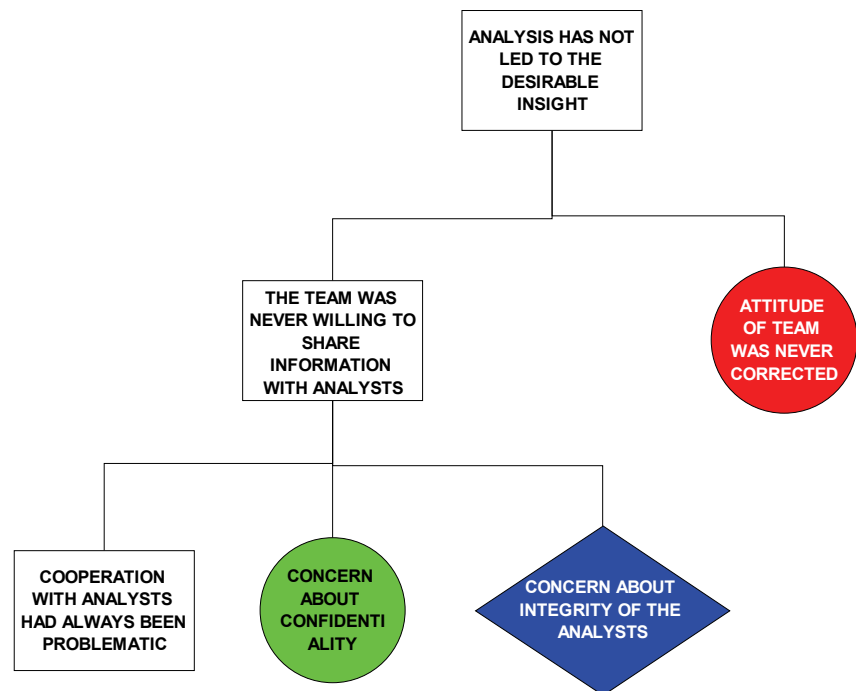 ANALYSIS HAS NOT
LED TO THE
DESIRABLE
INSIGHT
THE TEAM WAS
NEVER WILLING TO
SHARE
INFORMATION
WITH ANALYSTS
ATTITUDE
OF TEAM
WAS NEVER
CORRECTED
COOPERATION
WITH ANALYSTS
HAD ALWAYS BEEN
PROBLEMATIC
CONCERN
ABOUT
CONFIDENTI
ALITY
CONCERN ABOUT
INTEGRITY OF THE
ANALYSTS